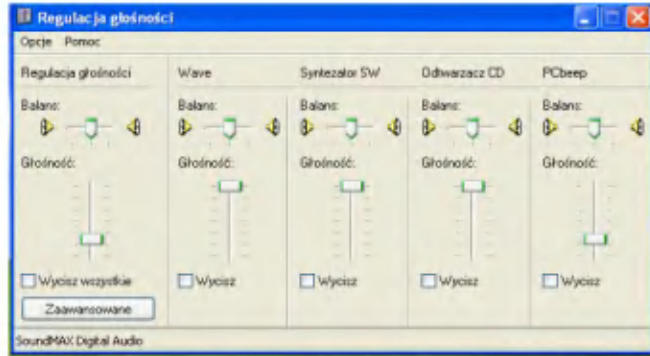 Regulacja głośności
Opcje Pomoc
Regulacja głośności Wave Syntezator SW Odtwarzacz CD PCbeep
Balans: Balans: Balans: Balans: Balans:
Głośność: Głośność: Głośność: Głośność: Głośność:
Wycisz wszystkie Wycisz Wycisz Wycisz Wycisz
Zaawansowane
SoundMAX Digital Audio